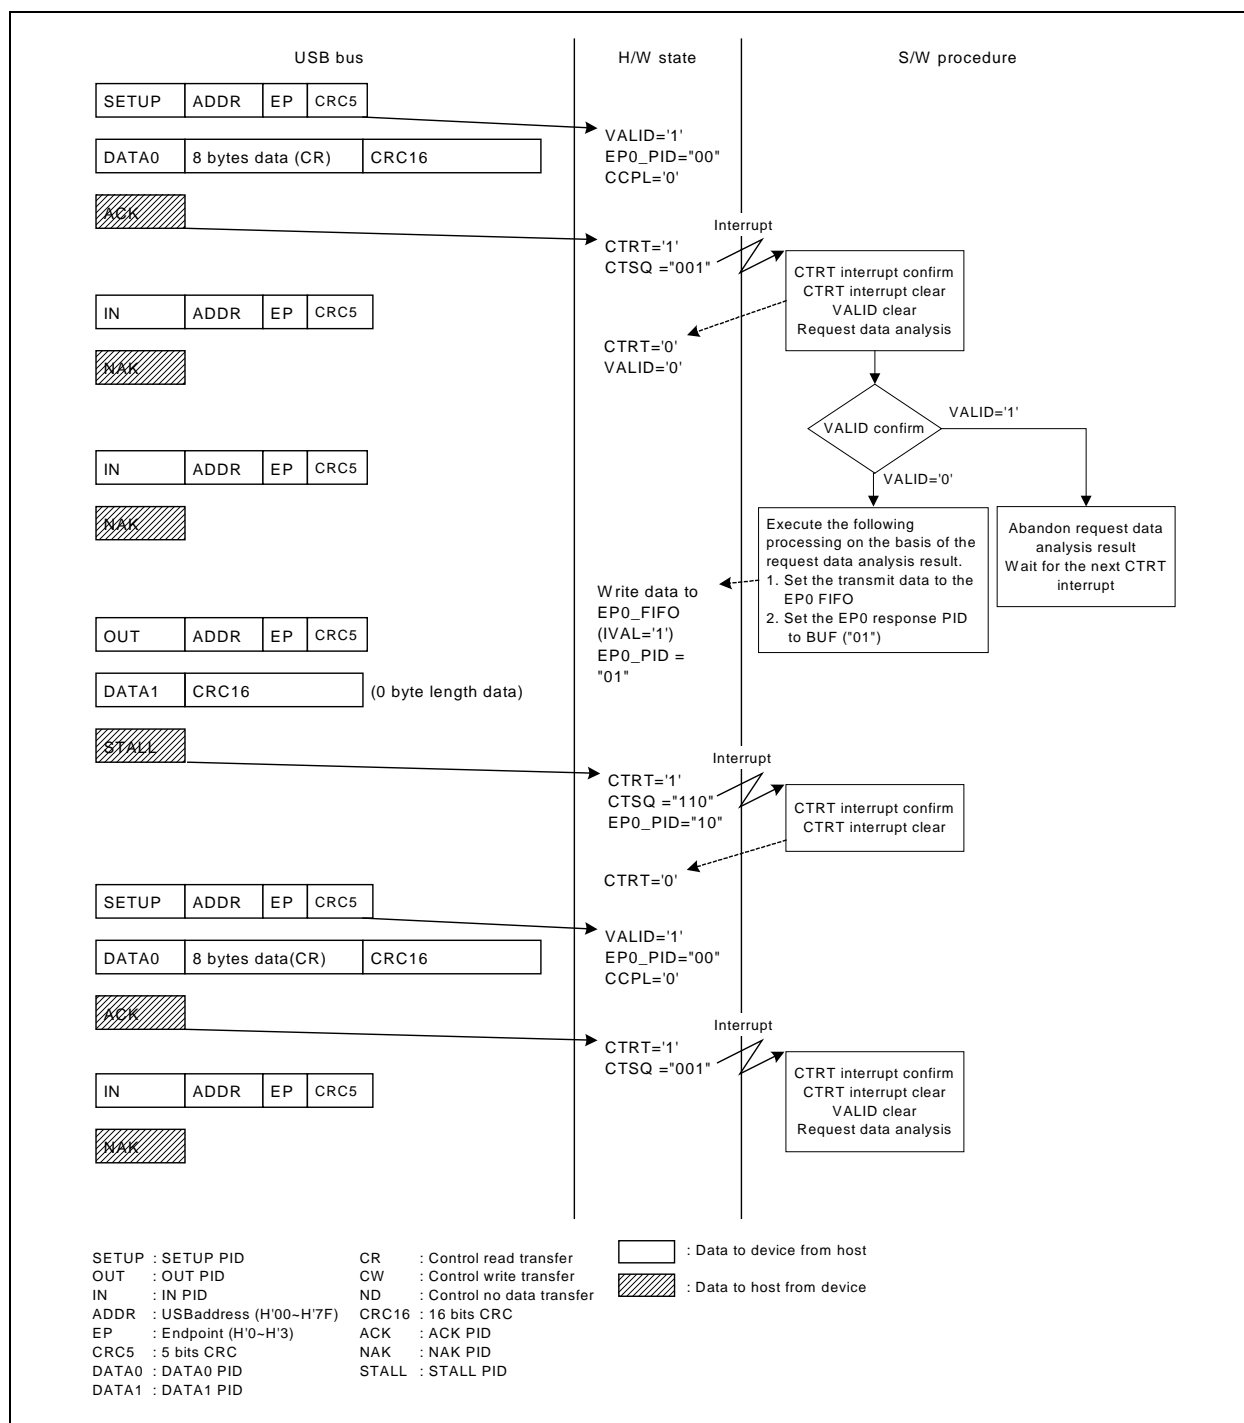 USB bus
H/W state
S/W procedure
SETUP ADDR EP CRC5
VALID='1'
EP0_PID="00"
CCPL='0'
DATA0 8 bytes data (CR) CRC16
ACK
Interrupt
CTRT='1'
CTSQ ="001"
CTRT interrupt confirm
CTRT interrupt clear
VALID clear
Request data analysis
IN ADDR EP CRC5
CTRT='0'
VALID='0'
NAK
VALID confirm
VALID='1'
VALID='0'
IN ADDR EP CRC5
NAK
Execute the following
processing on the basis of the
request data analysis result.
1. Set the transmit data to the
EP0 FIFO
2. Set the EP0 response PID
to BUF ("01")
Abandon request data
analysis result
Wait for the next CTRT
interrupt
Write data to
EP0_FIFO
(IVAL='1')
EP0_PID =
"01"
OUT ADDR EP CRC5
DATA1 CRC16 (0 byte length data)
STALL
Interrupt
CTRT='1'
CTSQ ="110"
EP0_PID="10"
CTRT interrupt confirm
CTRT interrupt clear
CTRT='0'
SETUP ADDR EP CRC5
VALID='1'
EP0_PID="00"
CCPL='0'
DATA0 8 bytes data(CR) CRC16
ACK
Interrupt
CTRT='1'
CTSQ ="001"
CTRT interrupt confirm
CTRT interrupt clear
VALID clear
Request data analysis
IN ADDR EP CRC5
NAK
SETUP : SETUP PID
OUT : OUT PID
IN : IN PID
ADDR : USBaddress (H'00~H'7F)
EP : Endpoint (H'0~H'3)
CRC5 : 5 bits CRC
DATA0 : DATA0 PID
DATA1 : DATA1 PID
CR : Control read transfer
CW : Control write transfer
ND : Control no data transfer
CRC16 : 16 bits CRC
ACK : ACK PID
NAK : NAK PID
STALL : STALL PID
: Data to device from host
: Data to host from device